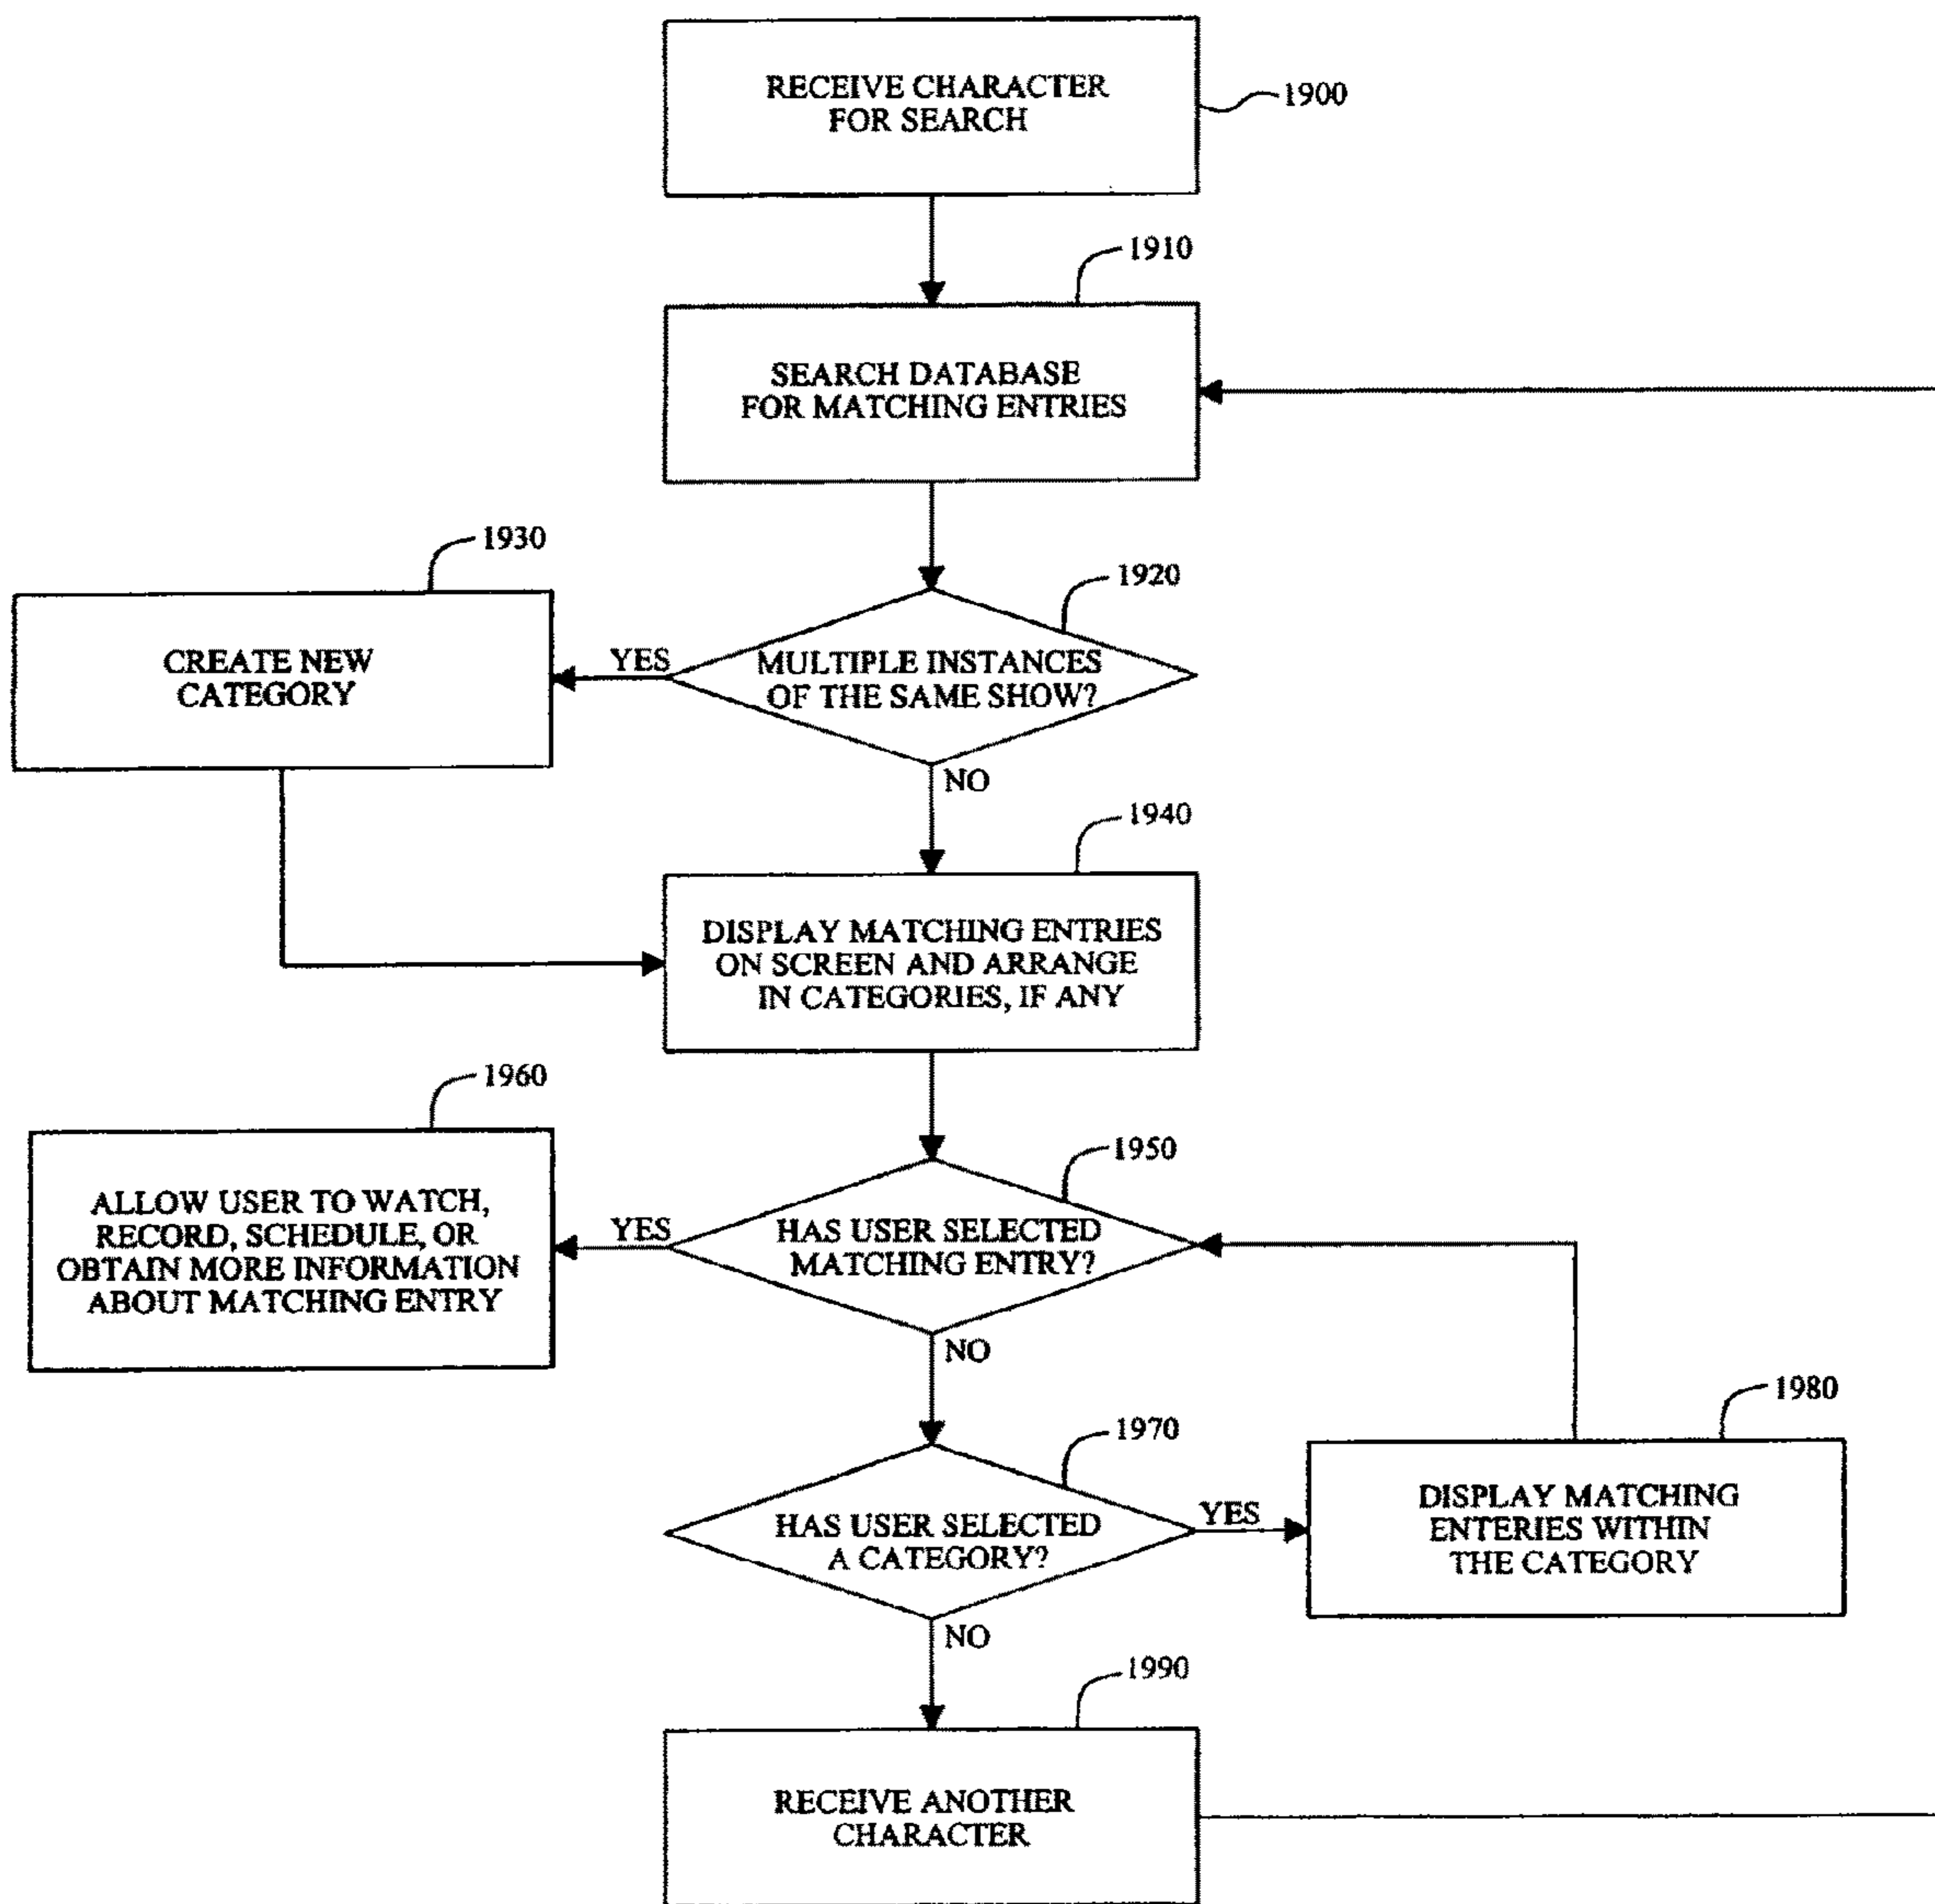 RECEIVE CHARACTER
FOR SEARCH
1900
1910
SEARCH DATABASE
FOR MATCHING ENTRIES
1930
1920
CREATE NEW
CATEGORY
YES
MULTIPLE INSTANCES
OF THE SAME SHOW?
NO
1940
DISPLAY MATCHING ENTRIES
ON SCREEN AND ARRANGE
IN CATEGORIES, IF ANY
1960
1950
ALLOW USER TO WATCH,
RECORD, SCHEDULE, OR
OBTAIN MORE INFORMATION
ABOUT MATCHING ENTRY
YES
HAS USER SELECTED
MATCHING ENTRY?
NO
1980
1970
HAS USER SELECTED
A CATEGORY?
YES
DISPLAY MATCHING
ENTERIES WITHIN
THE CATEGORY
NO
1990
RECEIVE ANOTHER
CHARACTER